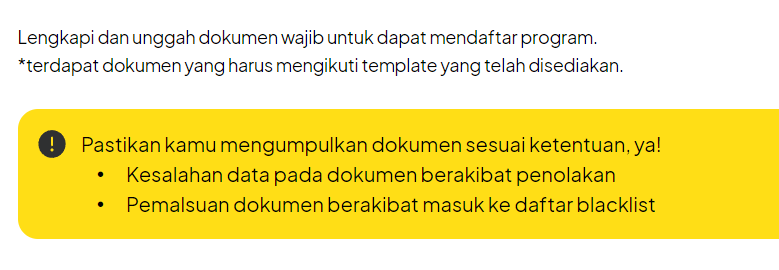 Lengkapi dan unggah dokumen wajib untuk dapat mendaftar program.
*terdapat dokumen yang harus mengikuti template yang telah disediakan.
! Pastikan kamu mengumpulkan dokumen sesuai ketentuan, ya!
• Kesalahan data pada dokumen berakibat penolakan
• Pemalsuan dokumen berakibat masuk ke daftar blacklist